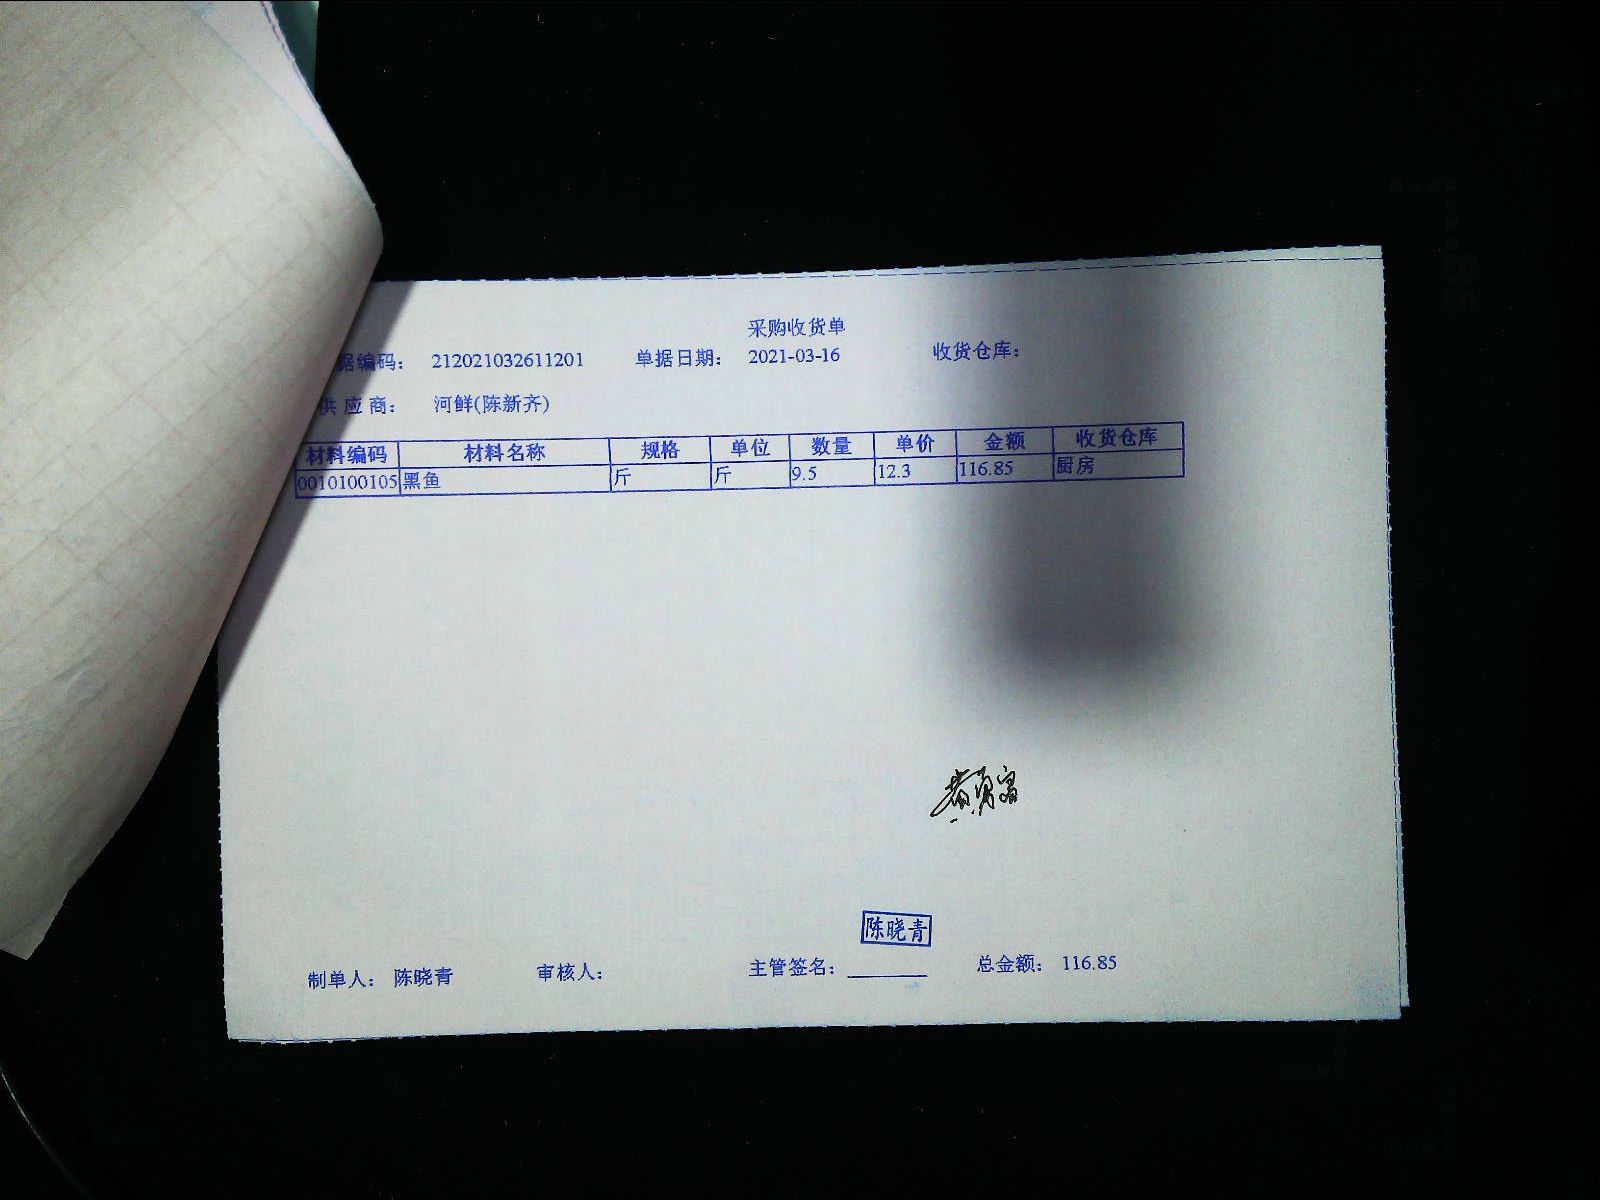 采购收货单
据编码: 212021032611201 单据日期: 2021-03-16 收货仓库:
供应商: 河鲜(陈新齐)
材料编码 材料名称 规格 单位 数量 单价 金额 收货仓库
0010100105 黑鱼 斤 斤 9.5 12.3 116.85 厨房
陈晓青
制单人: 陈晓青 审核人: 主管签名: 总金额: 116.85